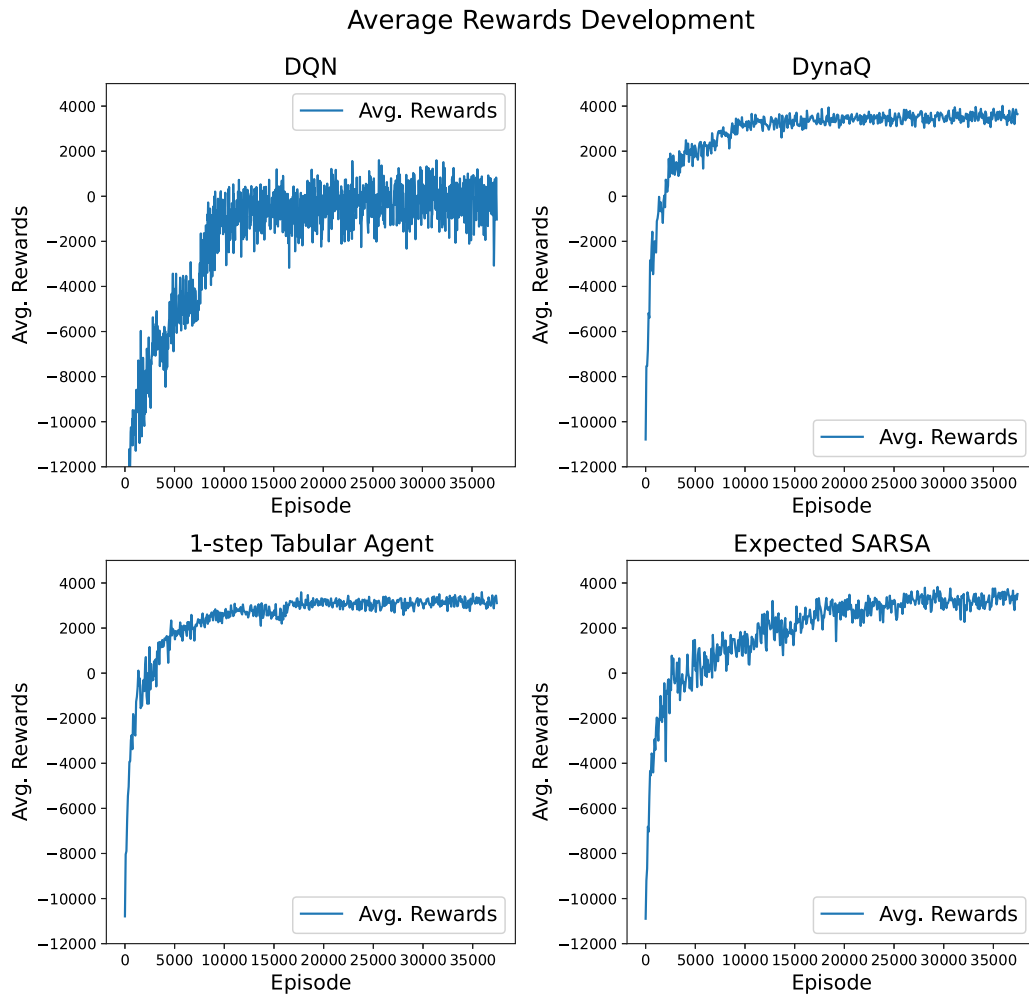 Average Rewards Development
DQN
4000
2000
0
−2000
−4000
−6000
−8000
−10000
−12000
Avg. Rewards
Avg. Rewards
0 5000 10000 15000 20000 25000 30000 35000
Episode
DynaQ
4000
2000
0
−2000
−4000
−6000
−8000
−10000
−12000
Avg. Rewards
Avg. Rewards
0 5000 10000 15000 20000 25000 30000 35000
Episode
1-step Tabular Agent
4000
2000
0
−2000
−4000
−6000
−8000
−10000
−12000
Avg. Rewards
Avg. Rewards
0 5000 10000 15000 20000 25000 30000 35000
Episode
Expected SARSA
4000
2000
0
−2000
−4000
−6000
−8000
−10000
−12000
Avg. Rewards
Avg. Rewards
0 5000 10000 15000 20000 25000 30000 35000
Episode